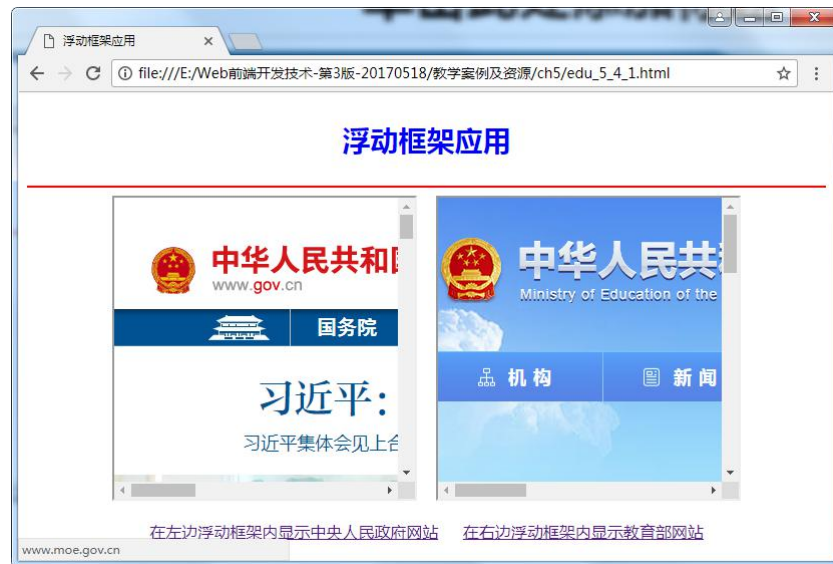 浮动框架应用
file:///E:/Web前端开发技术-第3版-20170518/教学案例及资源/ch5/edu_5_4_1.html
浮动框架应用
中华人民共和
www.gov.cn
国务院
习近平：
习近平集体会见上合
中华人民共
Ministry of Education of the
机构
新闻
在左边浮动框架内显示中央人民政府网站 在右边浮动框架内显示教育部网站
www.moe.gov.cn